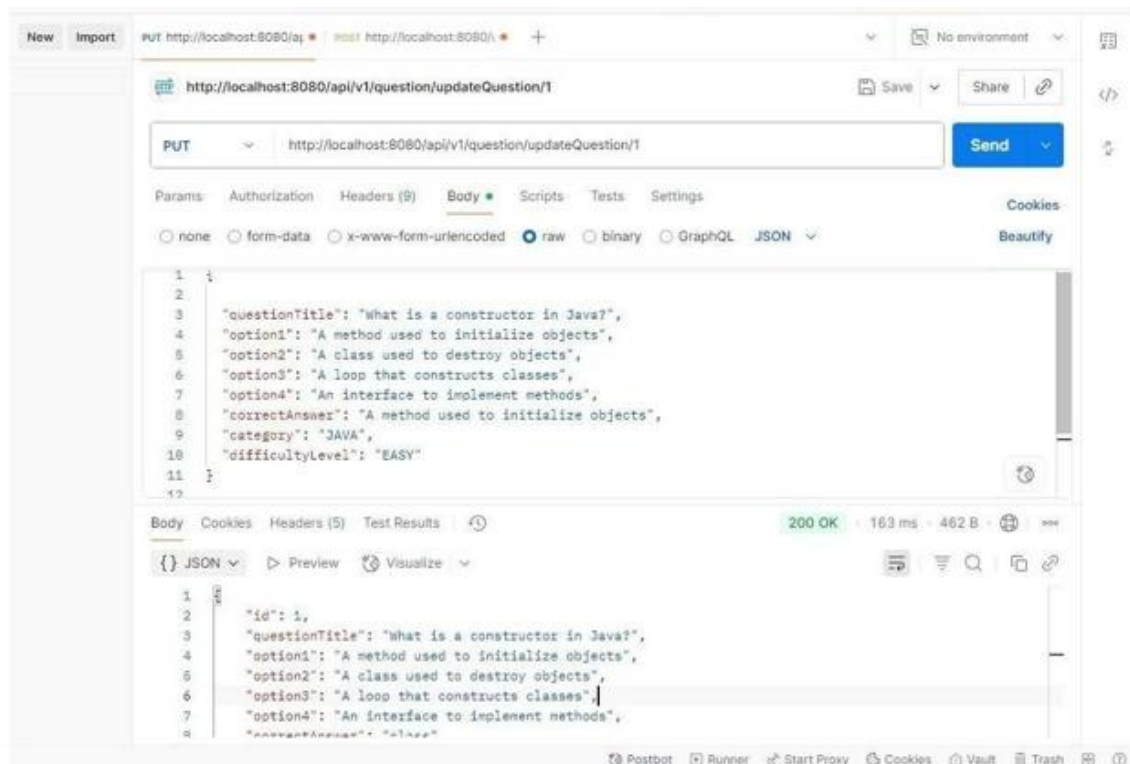 New Import PUT http://localhost:8080/ap POST http://localhost:8080/\ + No environment
http://localhost:8080/api/v1/question/updateQuestion/1 Save Share
PUT http://localhost:8080/api/v1/question/updateQuestion/1 Send
Params Authorization Headers (9) Body Scripts Tests Settings Cookies
none form-data x-www-form-urlencoded raw binary GraphQL JSON Beautify
1 {
2
3 "questionTitle": "What is a constructor in Java?",
4 "option1": "A method used to initialize objects",
5 "option2": "A class used to destroy objects",
6 "option3": "A loop that constructs classes",
7 "option4": "An interface to implement methods",
8 "correctAnswer": "A method used to initialize objects",
9 "category": "JAVA",
10 "difficultyLevel": "EASY"
11 }
12
Body Cookies Headers (5) Test Results 200 OK 163 ms 462 B
{} JSON Preview Visualize
1 {
2 "id": 1,
3 "questionTitle": "What is a constructor in Java?",
4 "option1": "A method used to initialize objects",
5 "option2": "A class used to destroy objects",
6 "option3": "A loop that constructs classes",
7 "option4": "An interface to implement methods",
8 "correctAnswer": "class"
Postbot Runner Start Proxy Cookies Vault Trash